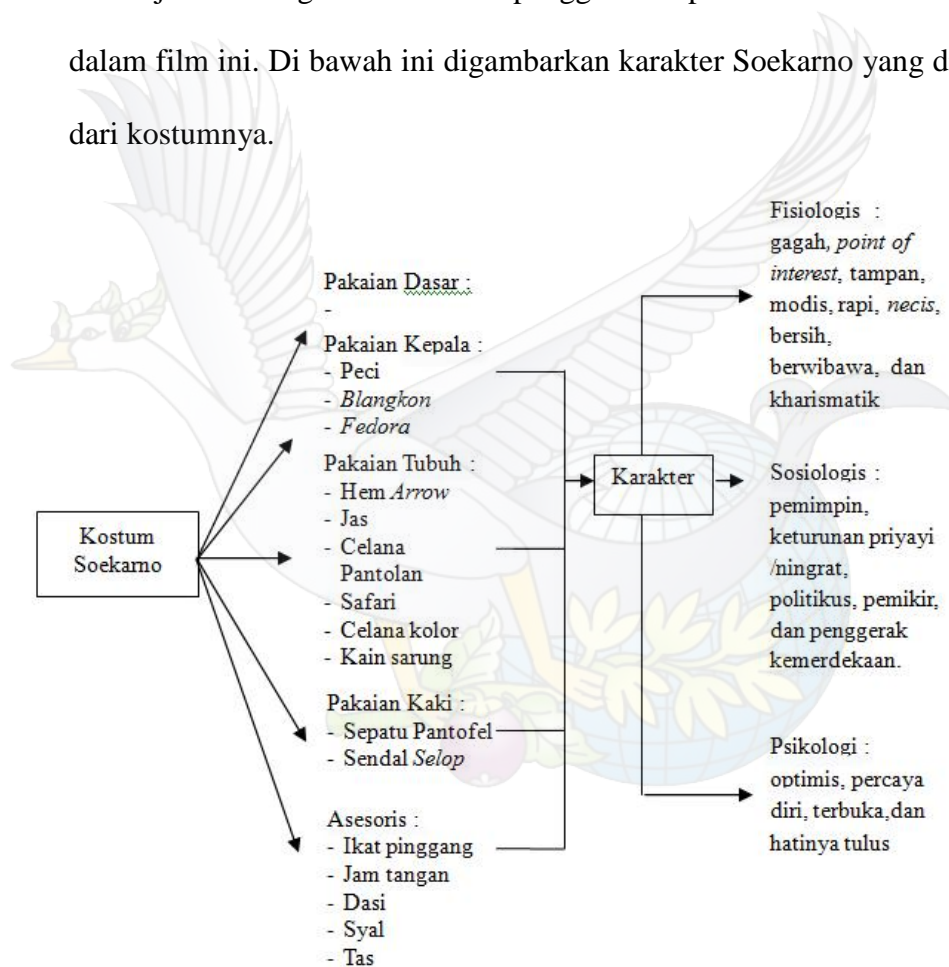 dalam film ini. Di bawah ini digambarkan karakter Soekarno yang d
dari kostumnya.
Kostum
Soekarno
Pakaian Dasar :
-
Pakaian Kepala :
- Peci
- Blangkon
- Fedora
Pakaian Tubuh :
- Hem Arrow
- Jas
- Celana
Pantolan
- Safari
- Celana kolor
- Kain sarung
Pakaian Kaki :
- Sepatu Pantofel
- Sendal Selop
Asesoris :
- Ikat pinggang
- Jam tangan
- Dasi
- Syal
- Tas
Karakter
Fisiologis :
gagah, point of
interest, tampan,
modis, rapi, necis,
bersih,
berwibawa, dan
kharismatik
Sosiologis :
pemimpin,
keturunan priyayi
/ningrat,
politikus, pemikir,
dan penggerak
kemerdekaan.
Psikologi :
optimis, percaya
diri, terbuka,dan
hatinya tulus